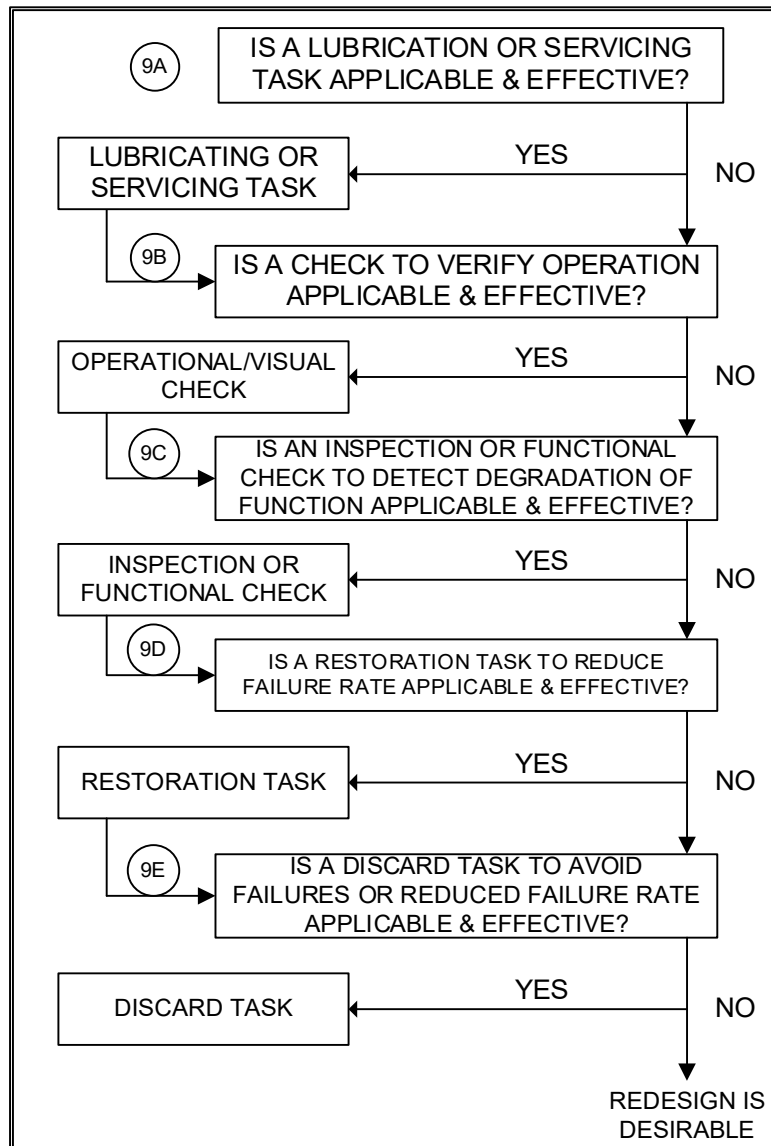 9A
IS A LUBRICATION OR SERVICING
TASK APPLICABLE & EFFECTIVE?
LUBRICATING OR
SERVICING TASK
YES
NO
9B
IS A CHECK TO VERIFY OPERATION
APPLICABLE & EFFECTIVE?
OPERATIONAL/VISUAL
CHECK
YES
NO
9C
IS AN INSPECTION OR FUNCTIONAL
CHECK TO DETECT DEGRADATION OF
FUNCTION APPLICABLE & EFFECTIVE?
INSPECTION OR
FUNCTIONAL CHECK
YES
NO
9D
IS A RESTORATION TASK TO REDUCE
FAILURE RATE APPLICABLE & EFFECTIVE?
RESTORATION TASK
YES
NO
9E
IS A DISCARD TASK TO AVOID
FAILURES OR REDUCED FAILURE RATE
APPLICABLE & EFFECTIVE?
DISCARD TASK
YES
NO
REDESIGN IS
DESIRABLE